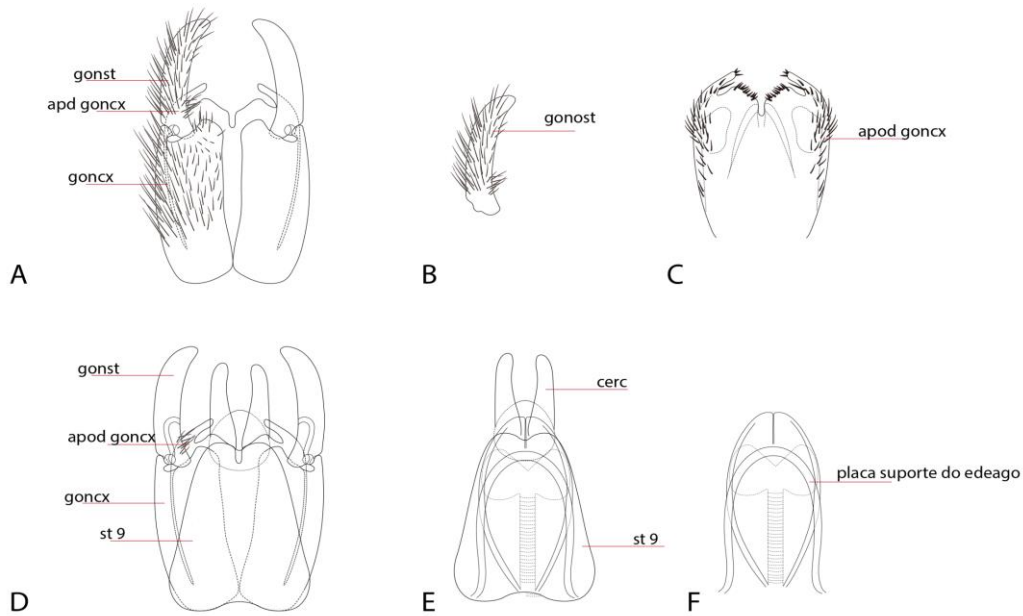 gonst
apd goncx
goncx
A
gonost
B
apod goncx
C
gonst
apod goncx
goncx
st 9
D
cerc
st 9
E
placa suporte do edeago
F